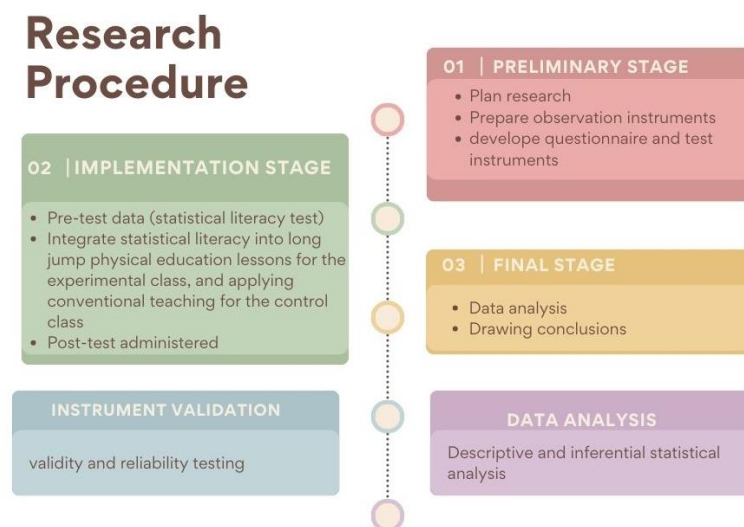 Research
Procedure
01 | PRELIMINARY STAGE
• Plan research
• Prepare observation instruments
• develope questionnaire and test
instruments
02 | IMPLEMENTATION STAGE
• Pre-test data (statistical literacy test)
• Integrate statistical literacy into long
jump physical education lessons for the
experimental class, and applying
conventional teaching for the control
class
• Post-test administered
03 | FINAL STAGE
• Data analysis
• Drawing conclusions
INSTRUMENT VALIDATION
validity and reliability testing
DATA ANALYSIS
Descriptive and inferential statistical
analysis